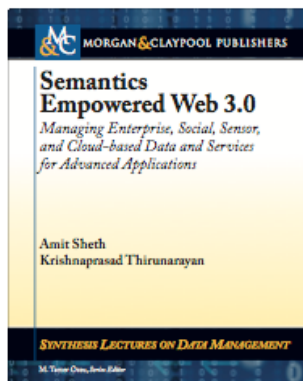 M&C MORGAN&CLAYPOOL PUBLISHERS
Semantics
Empowered Web 3.0
Managing Enterprise, Social, Sensor,
and Cloud-based Data and Services
for Advanced Applications
Amit Sheth
Krishnaprasad Thirunarayan
SYNTHESIS LECTURES ON DATA MANAGEMENT
M. Tamer Özsu, Series Editor